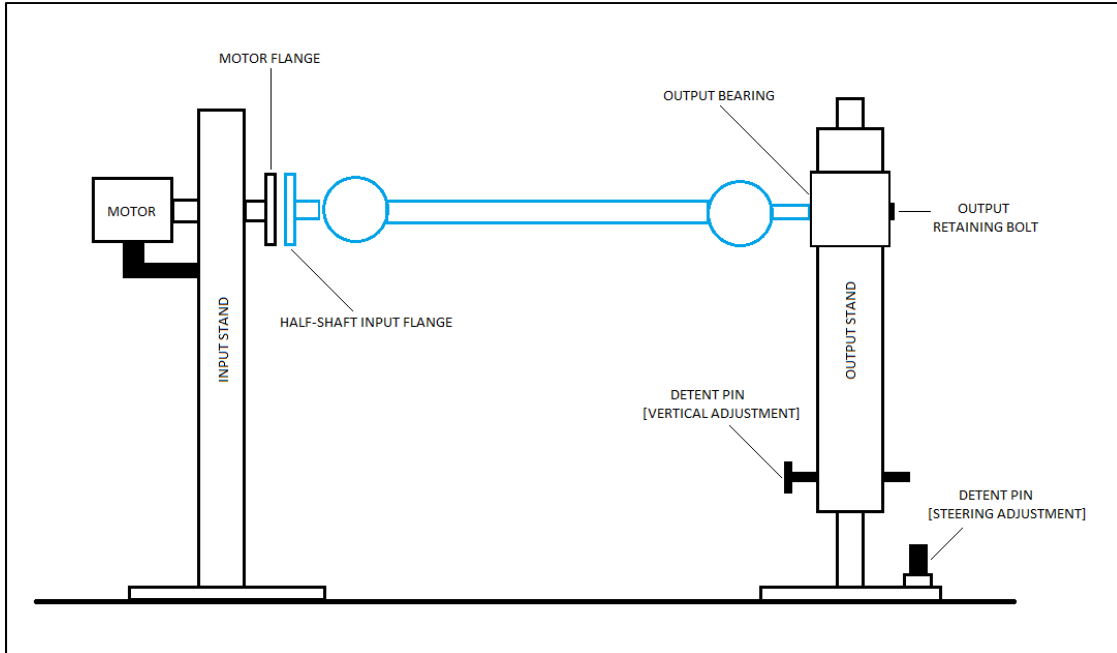 MOTOR FLANGE
OUTPUT BEARING
MOTOR
OUTPUT
RETAINING BOLT
HALF-SHAFT INPUT FLANGE
INPUT STAND
OUTPUT STAND
DETENT PIN
[VERTICAL ADJUSTMENT]
DETENT PIN
[STEERING ADJUSTMENT]